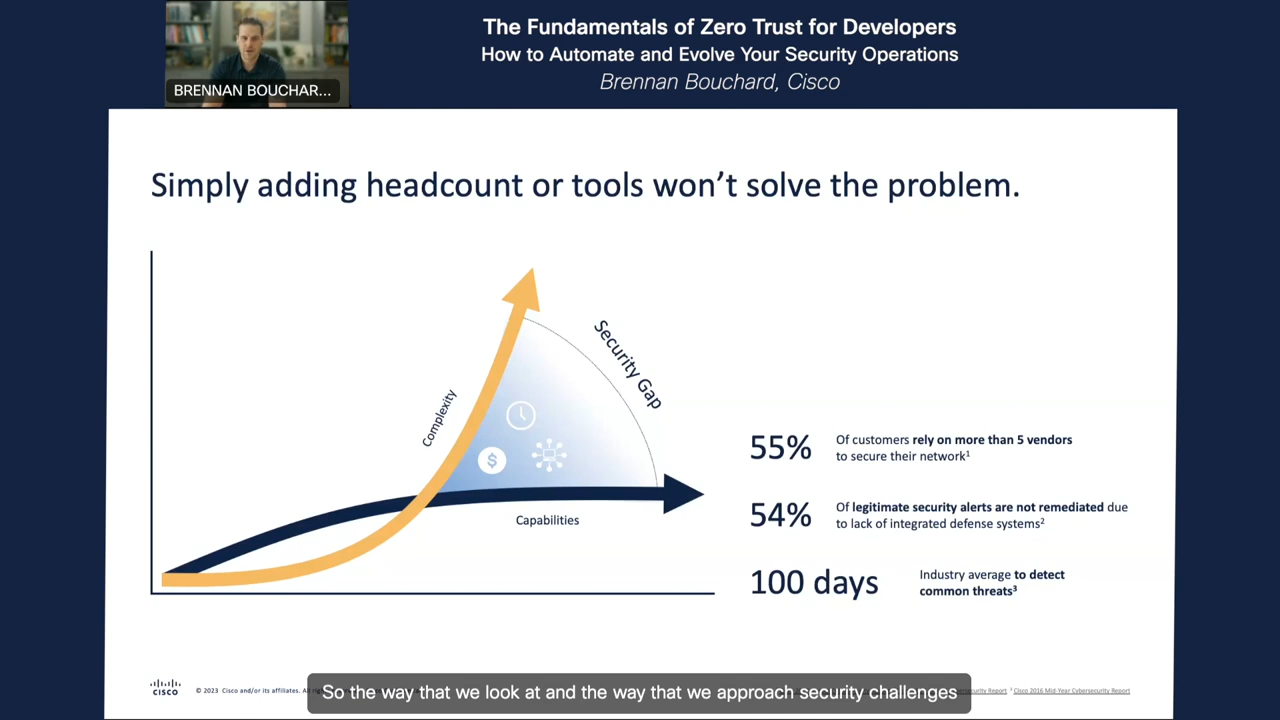 The Fundamentals of Zero Trust for Developers
How to Automate and Evolve Your Security Operations
Brennan Bouchard, Cisco
BRENNAN BOUCHAR...
Simply adding headcount or tools won’t solve the problem.
Complexity
Security Gap
$
Capabilities
55%
Of customers rely on more than 5 vendors
to secure their network¹
54%
Of legitimate security alerts are not remediated due
to lack of integrated defense systems²
100 days
Industry average to detect
common threats³
CISCO
© 2023 Cisco and/or its affiliates. All
So the way that we look at and the way that we approach security challenges
Report ³ Cisco 2016 Mid-Year Cybersecurity Report